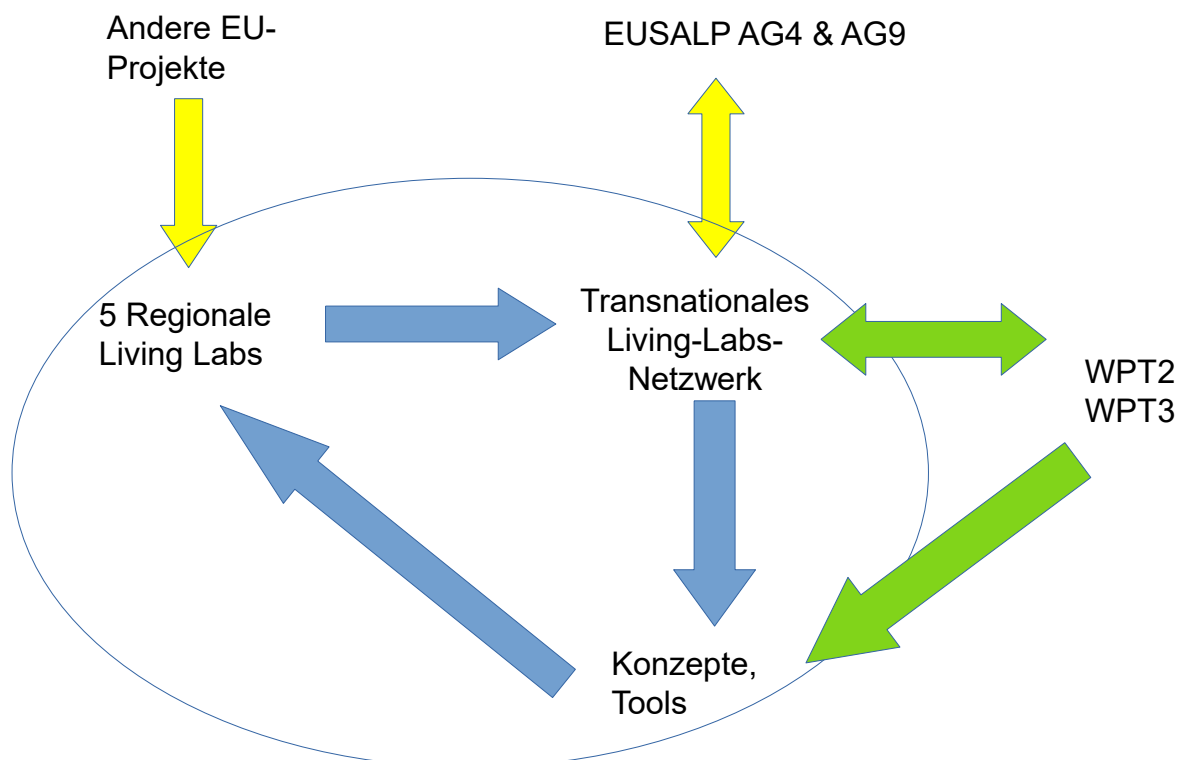 Andere EU-
Projekte
EUSALP AG4 & AG9
5 Regionale
Living Labs
Transnationales
Living-Labs-
Netzwerk
WPT2
WPT3
Konzepte,
Tools